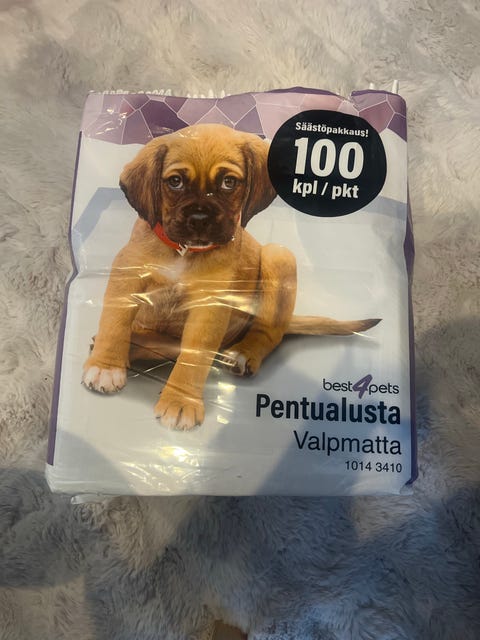 Säästöpakkaus!
100
kpl / pkt
best4pets
Pentualusta
Valpmatta
1014 3410